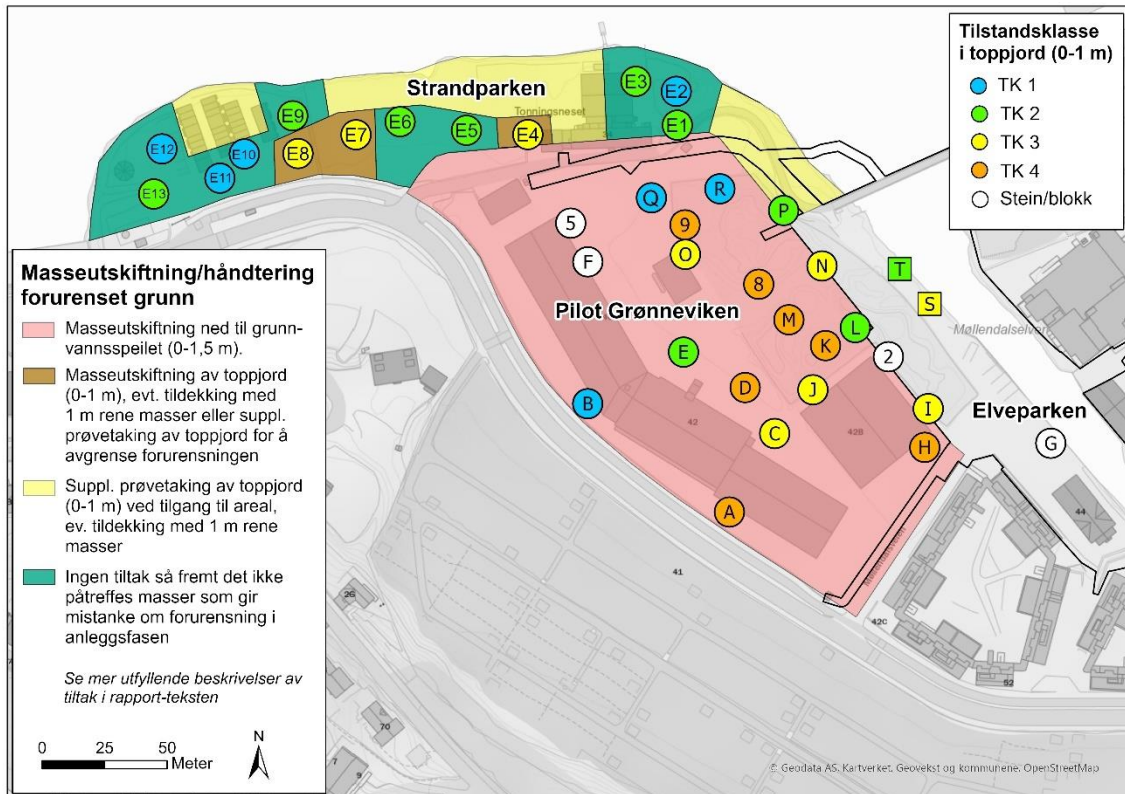 Tilstandsklasse
i toppjord (0-1 m)
TK 1
TK 2
TK 3
TK 4
Stein/blokk
Strandparken
Tonningsneset
E3
E2
E1
E9
E12
E10
E11
E13
E8
E7
E6
E5
E4
31
Q
R
P
5
9
F
O
N
T
S
8
Pilot Grønneviken
M
L
K
2
Møllendalselven
E
D
J
I
B
C
42
42B
H
Elveparken
G
A
44
41
42C
52
26
70
7
9
Masseutskiftning/håndtering
forurenset grunn
Masseutskiftning ned til grunn-
vannsspeilet (0-1,5 m).
Masseutskiftning av toppjord
(0-1 m), evt. tildekking med
1 m rene masser eller suppl.
prøvetaking av toppjord for å
avgrense forurensningen
Suppl. prøvetaking av toppjord
(0-1 m) ved tilgang til areal,
ev. tildekking med 1 m rene
masser
Ingen tiltak så fremt det ikke
påtreffes masser som gir
mistanke om forurensning i
anleggsfasen
Se mer utfyllende beskrivelser av
tiltak i rapport-teksten
0 50
Meter
N
© Geodata AS, Kartverket, Geovekst og kommunene, OpenStreetMap